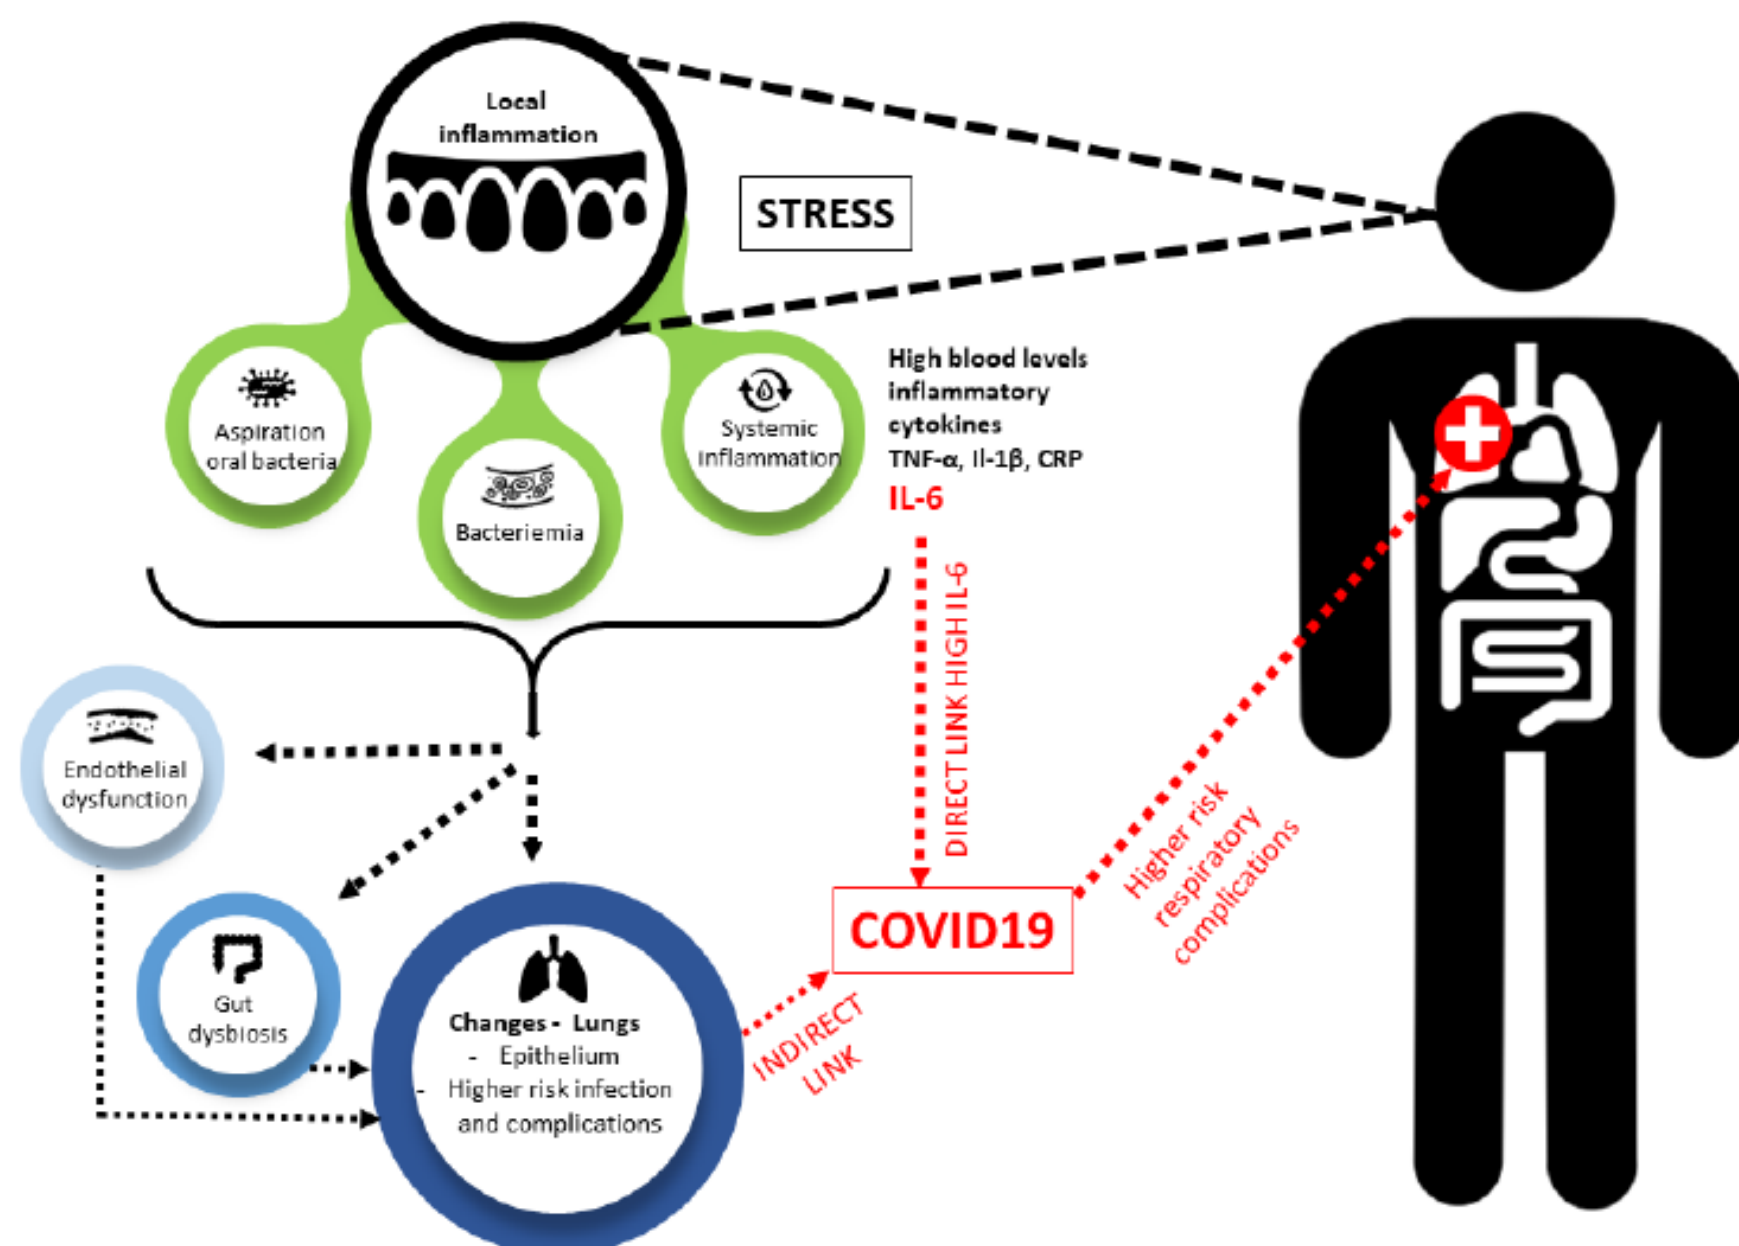 Local
inflammation
STRESS
Aspiration
oral bacteria
Bacteriemia
Systemic
inflammation
High blood levels
inflammatory
cytokines
TNF-α, Il-1β, CRP
IL-6
DIRECT LINK HIGH IL-6
Endothelial
dysfunction
Gut
dysbiosis
Changes - Lungs
- Epithelium
- Higher risk infection
and complications
INDIRECT
LINK
COVID19
Higher risk
respiratory
complications